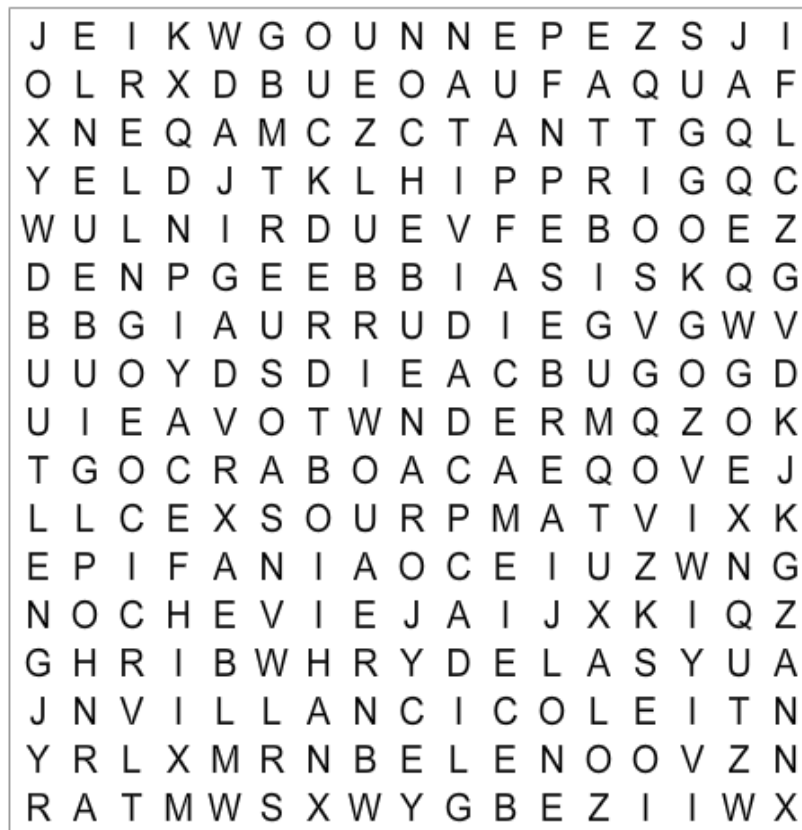 J E I K W G O U N N E P E Z S J I
O L R X D B U E O A U F A Q U A F
X N E Q A M C Z C T A N T T G Q L
Y E L D J T K L H I P P R I G Q C
W U L N I R D U E V F E B O O E Z
D E N P G E E B B I A S I S K Q G
B B G I A U R R U D I E G V G W V
U U O Y D S D I E A C B U G O G D
U I E A V O T W N D E R M Q Z O K
T G O C R A B O A C A E Q O V E J
L L C E X S O U R P M A T V I X K
E P I F A N I A O C E I U Z W N G
N O C H E V I E J A I J X K I Q Z
G H R I B W H R Y D E L A S Y U A
J N V I L L A N C I C O L E I T N
Y R L X M R N B E L E N O O V Z N
R A T M W S X W Y G B E Z I I W X